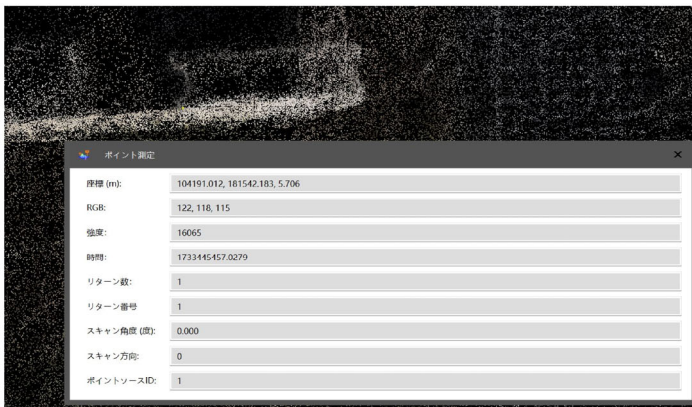 ポイント測定
座標 (m): 104191.012, 181542.183, 5.706
RGB: 122, 118, 115
強度: 16065
時間: 1733445457.0279
リターン数: 1
リターン番号 1
スキャン角度 (度): 0.000
スキャン方向: 0
ポイントソースID: 1